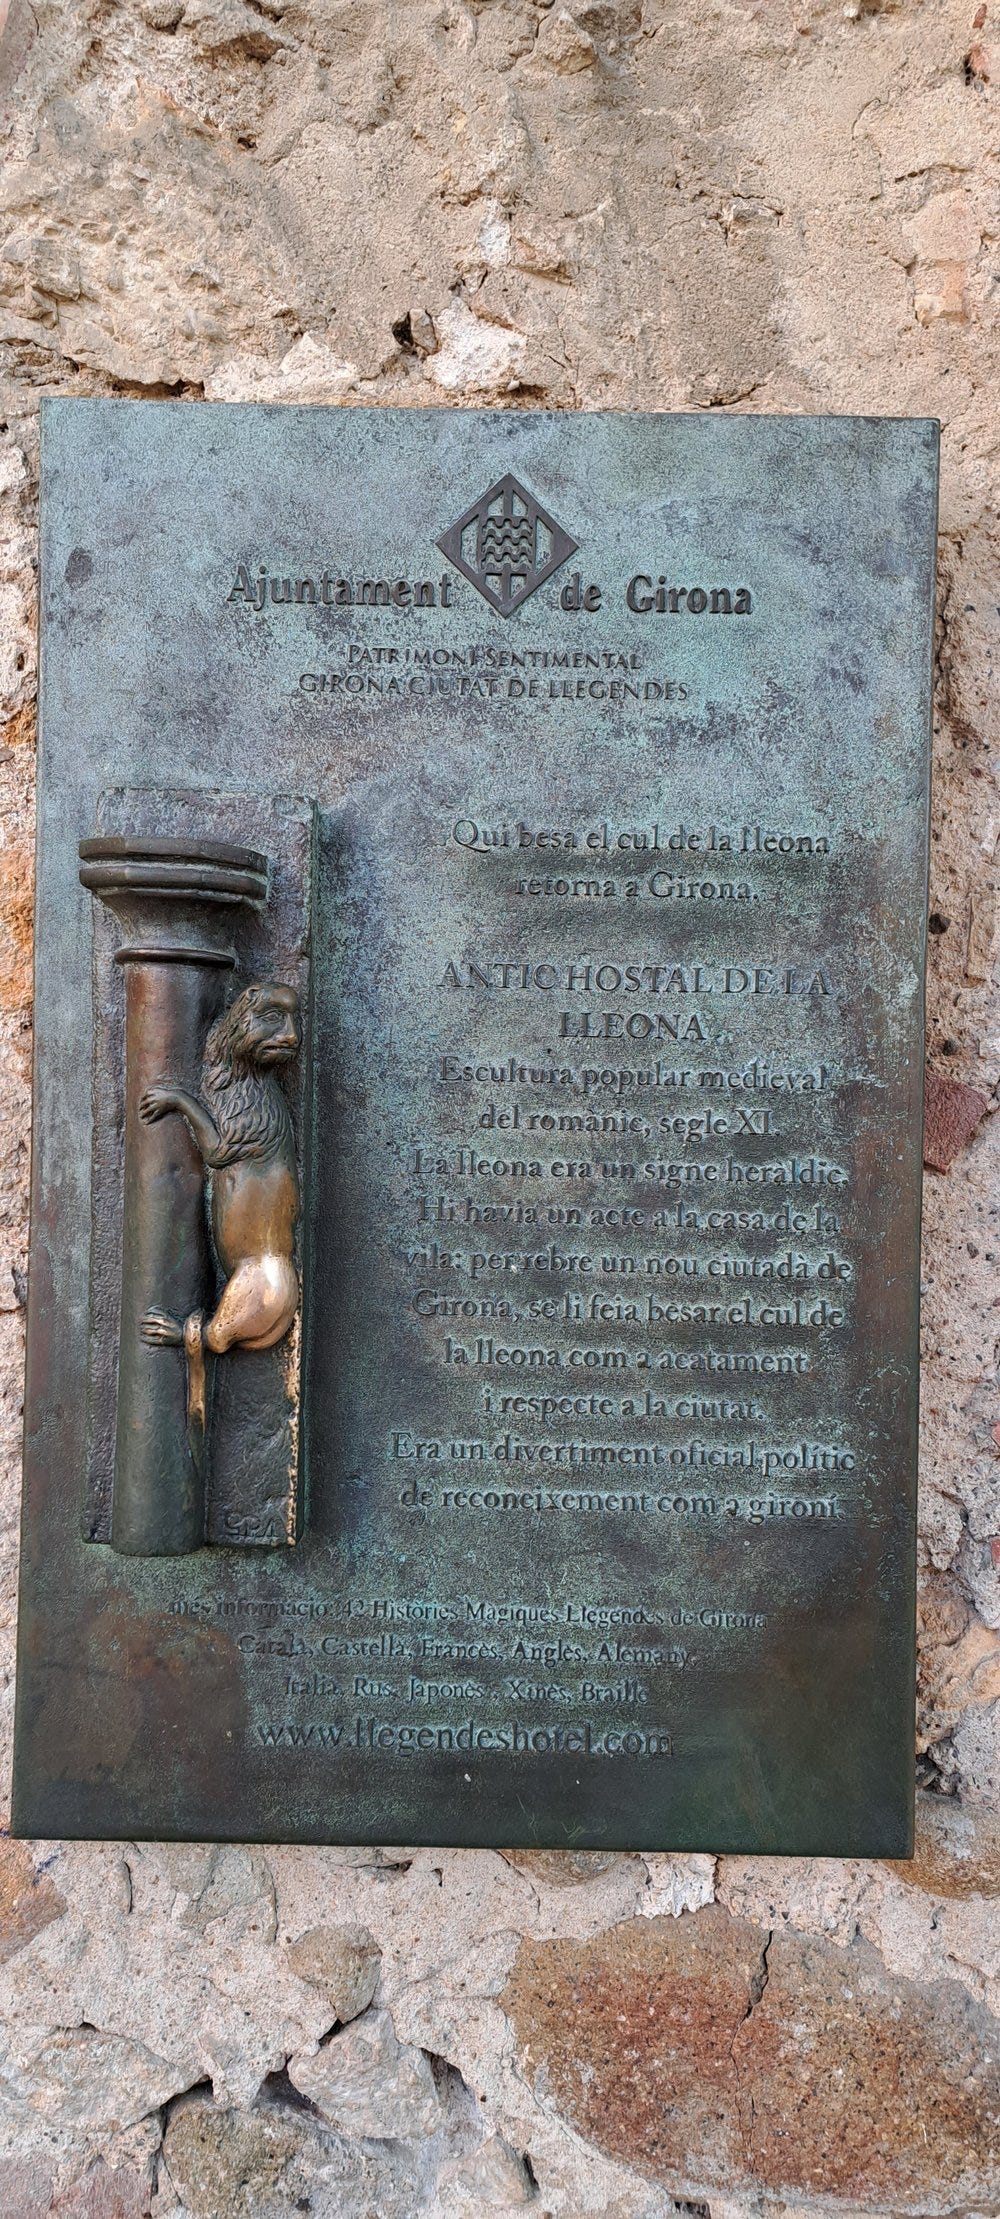 Ajuntament de Girona
PATRIMONI SENTIMENTAL
GIRONA CIUTAT DE LLEGENDES
Qui besa el cul de la lleona
retorna a Girona.
ANTIC HOSTAL DE LA
LLEONA
Escultura popular medieval
del romànic, segle XI.
La lleona era un signe heraldic.
Hi havia un acte a la casa de la
vila: per rebre un nou ciutadà de
Girona, se li feia besar el cul de
la lleona com a acatament
i respecte a la ciutat.
Era un divertiment oficial polític
de reconeixement com a gironí.
més informació: 42 Històries Màgiques Llegendes de Girona
Català, Castellà, Francès, Anglès, Alemany,
Italià, Rus, Japonès, Xinès, Braille
www.llegendeshotel.com